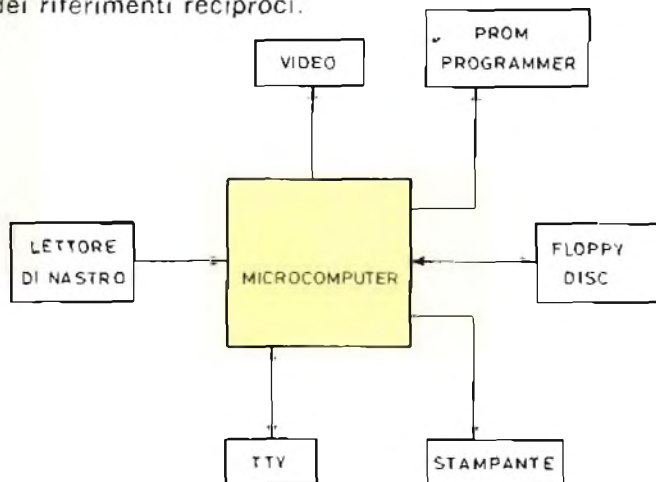 dei riferimenti reciproci.
PROM
PROGRAMMER
VIDEO
LETTORE
DI NASTRO
MICROCOMPUTER
FLOPPY
DISC
TTY
STAMPANTE